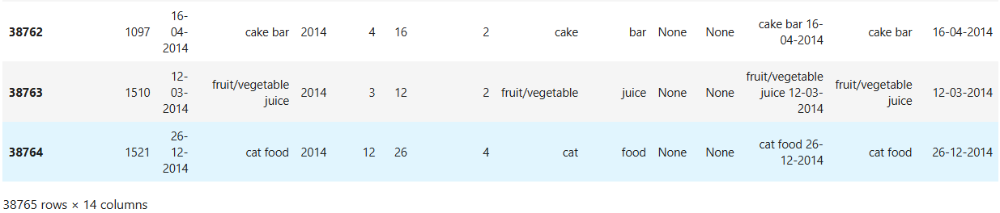 38762 1097 16-04-2014 cake bar 2014 4 16 2 cake bar None None cake bar 16-04-2014 cake bar 16-04-2014
38763 1510 12-03-2014 fruit/vegetable juice 2014 3 12 2 fruit/vegetable juice None None fruit/vegetable juice 12-03-2014 fruit/vegetable juice 12-03-2014
38764 1521 26-12-2014 cat food 2014 12 26 4 cat food None None cat food 26-12-2014 cat food 26-12-2014
38765 rows × 14 columns